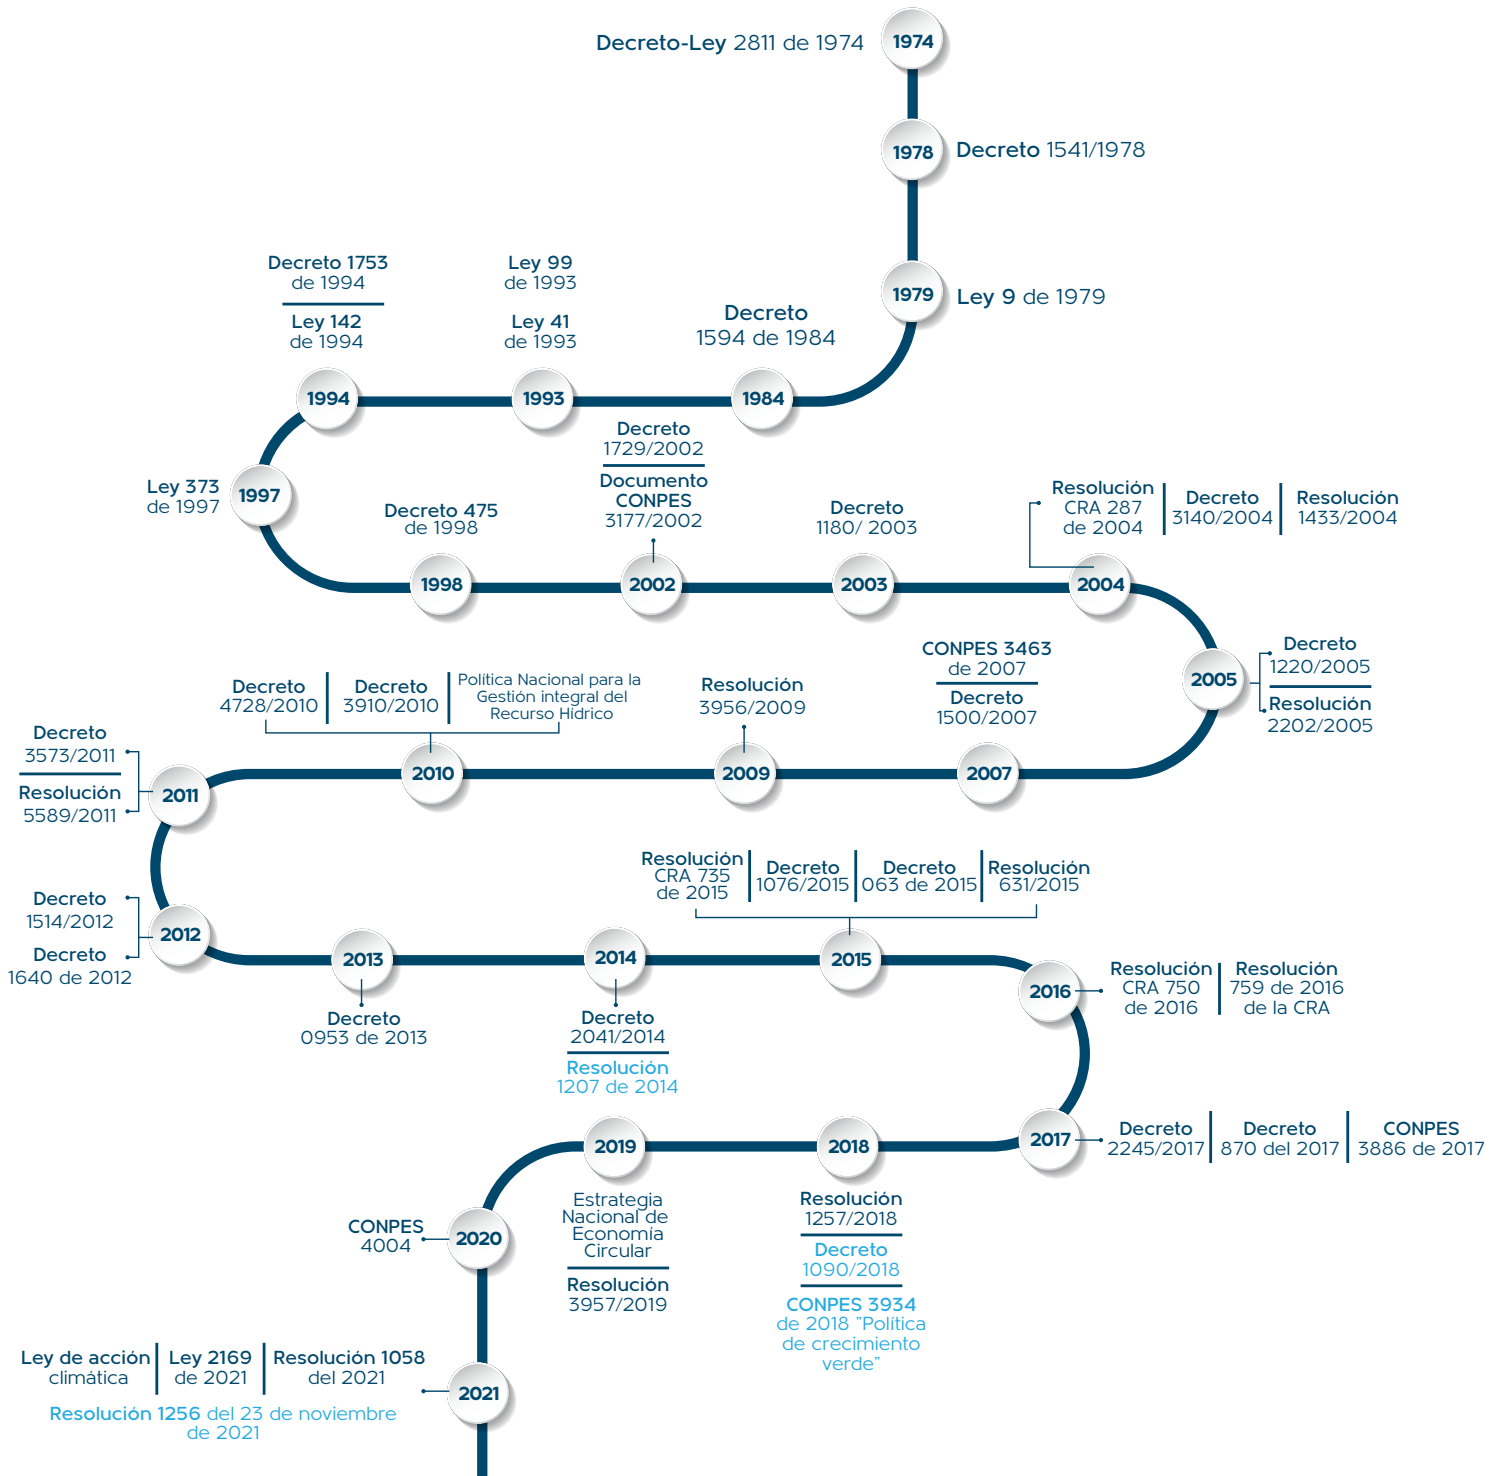 Decreto-Ley 2811 de 1974
1974
1978
Decreto 1541/1978
1979
Ley 9 de 1979
Decreto
1594 de 1984
1984
Ley 99
de 1993
Ley 41
de 1993
1993
Decreto 1753
de 1994
Ley 142
de 1994
1994
Ley 373
de 1997
1997
Decreto 475
de 1998
1998
Decreto
1729/2002
Documento
CONPES
3177/2002
2002
Decreto
1180/ 2003
2003
Resolución
CRA 287
de 2004
Decreto
3140/2004
Resolución
1433/2004
2004
2005
Decreto
1220/2005
Resolución
2202/2005
CONPES 3463
de 2007
Decreto
1500/2007
2007
Resolución
3956/2009
2009
Decreto
4728/2010
Decreto
3910/2010
Política Nacional para la
Gestión integral del
Recurso Hídrico
2010
Decreto
3573/2011
Resolución
5589/2011
2011
Decreto
1514/2012
Decreto
1640 de 2012
2012
2013
Decreto
0953 de 2013
2014
Decreto
2041/2014
Resolución
1207 de 2014
Resolución
CRA 735
de 2015
Decreto
1076/2015
Decreto
063 de 2015
Resolución
631/2015
2015
2016
Resolución
CRA 750
de 2016
Resolución
759 de 2016
de la CRA
2017
Decreto
2245/2017
Decreto
870 del 2017
CONPES
3886 de 2017
2018
Resolución
1257/2018
Decreto
1090/2018
CONPES 3934
de 2018 "Política
de crecimiento
verde"
2019
Estrategia
Nacional de
Economía
Circular
Resolución
3957/2019
CONPES
4004
2020
Ley de acción
climática
Ley 2169
de 2021
Resolución 1058
del 2021
Resolución 1256 del 23 de noviembre
de 2021
2021